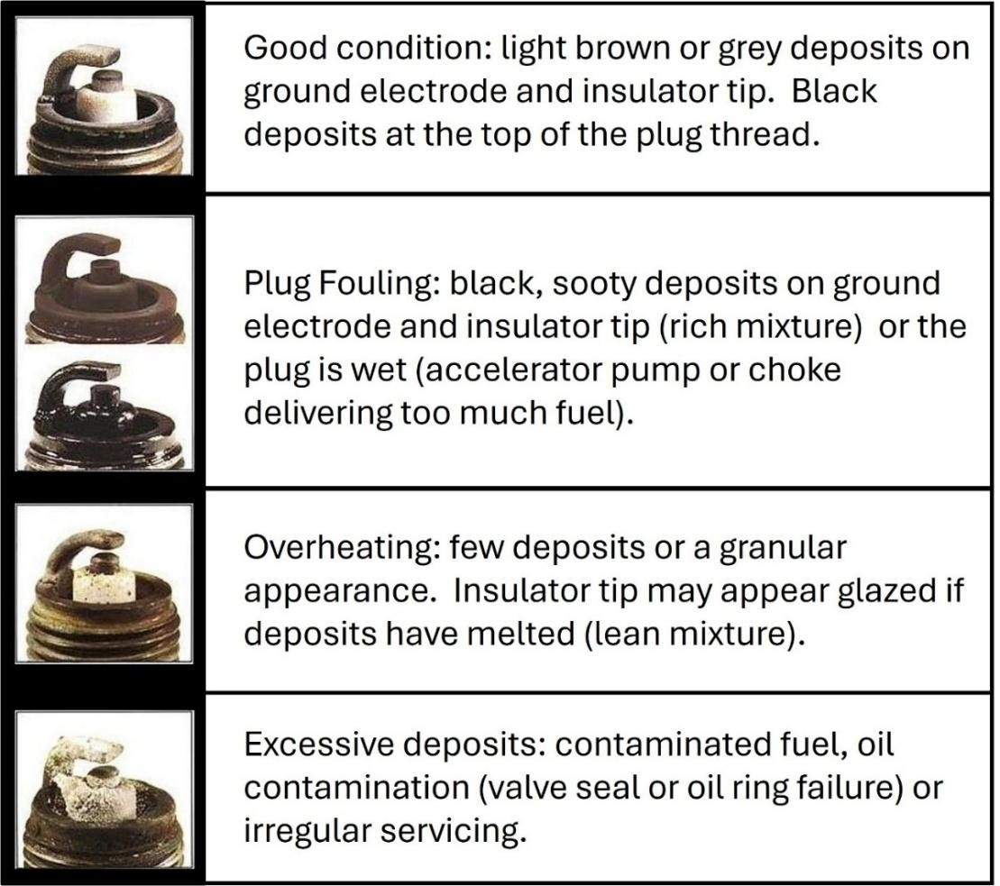 Good condition: light brown or grey deposits on
ground electrode and insulator tip.  Black
deposits at the top of the plug thread.
Plug Fouling: black, sooty deposits on ground
electrode and insulator tip (rich mixture)  or the
plug is wet (accelerator pump or choke
delivering too much fuel).
Overheating: few deposits or a granular
appearance.  Insulator tip may appear glazed if
deposits have melted (lean mixture).
Excessive deposits: contaminated fuel, oil
contamination (valve seal or oil ring failure) or
irregular servicing.